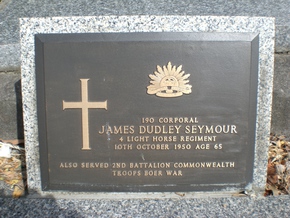 190 CORPORAL
JAMES DUDLEY SEYMOUR
4 LIGHT HORSE REGIMENT
10TH OCTOBER 1950 AGE 65
ALSO SERVED 2ND BATTALION COMMONWEALTH
TROOPS BOER WAR